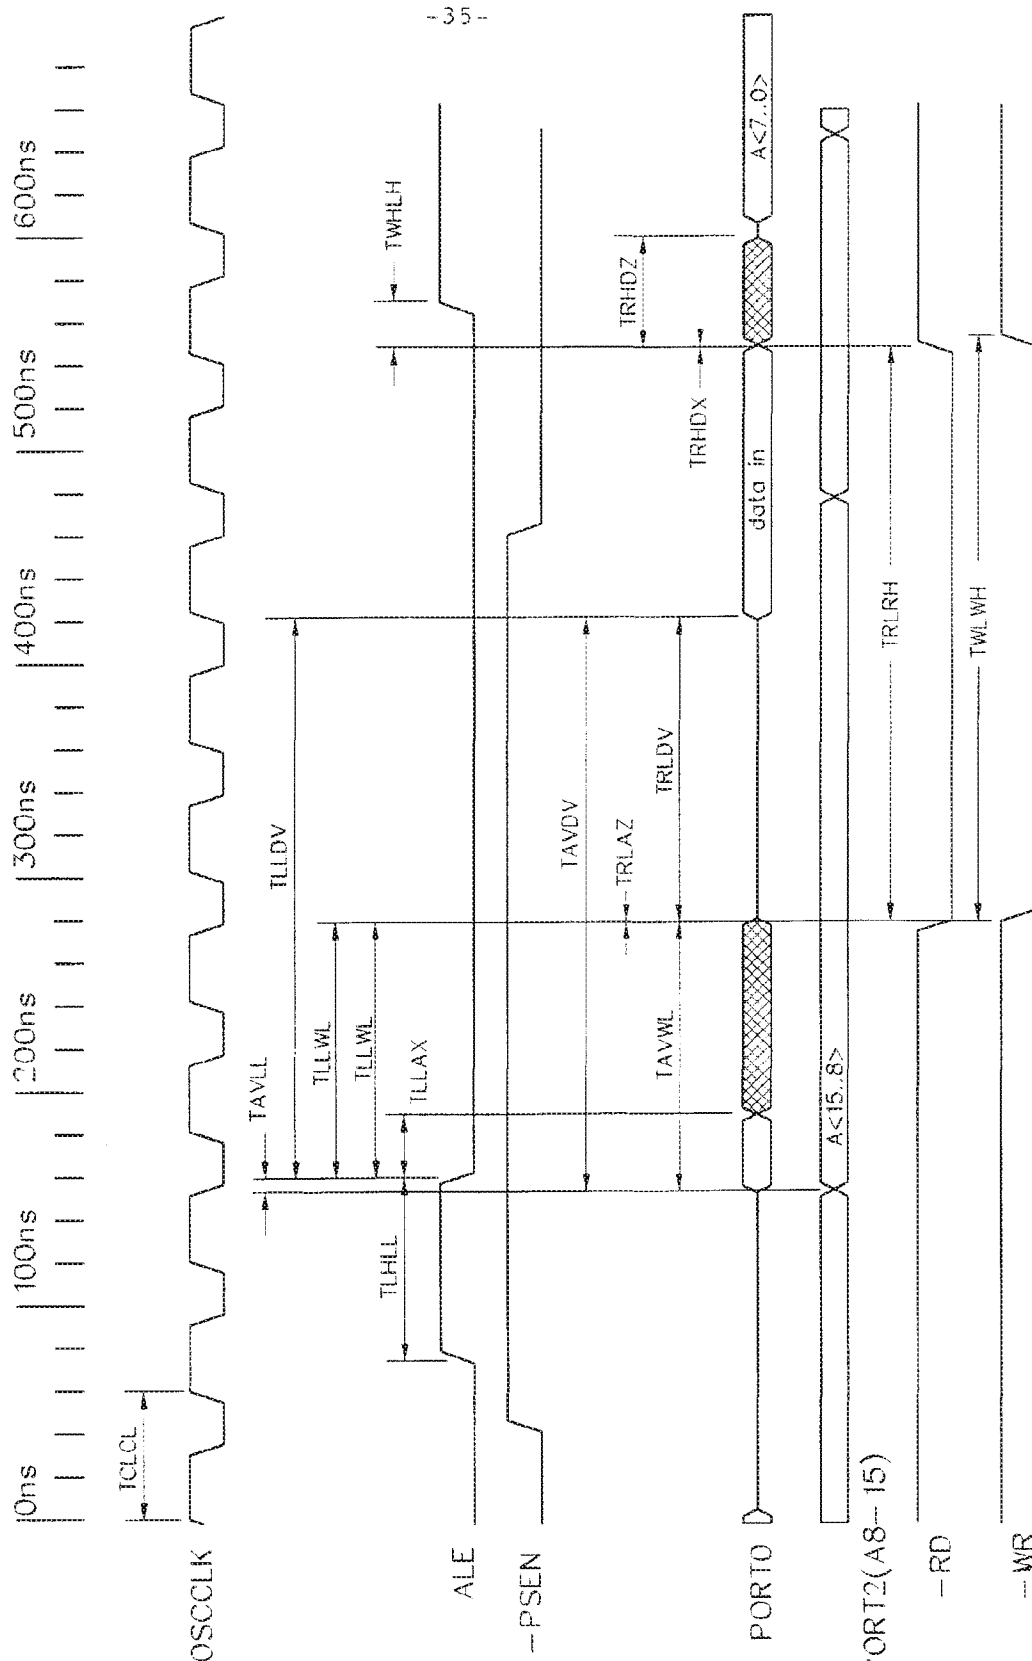 -35-
0ns
100ns
200ns
300ns
400ns
500ns
600ns
TCLCL
OSCCLK
TAVLL
TLLDV
TLLWL
TLLWL
TLHLL
TLLAX
TWHLH
ALE
-PSEN
TAVDV
TRLAZ
TRHDZ
TAVWL
TRLDV
TRHDX
PORT0
data in
A<7..0>
ORT2(A8-15)
A<15..8>
TRLRH
-RD
TWLWH
-WR